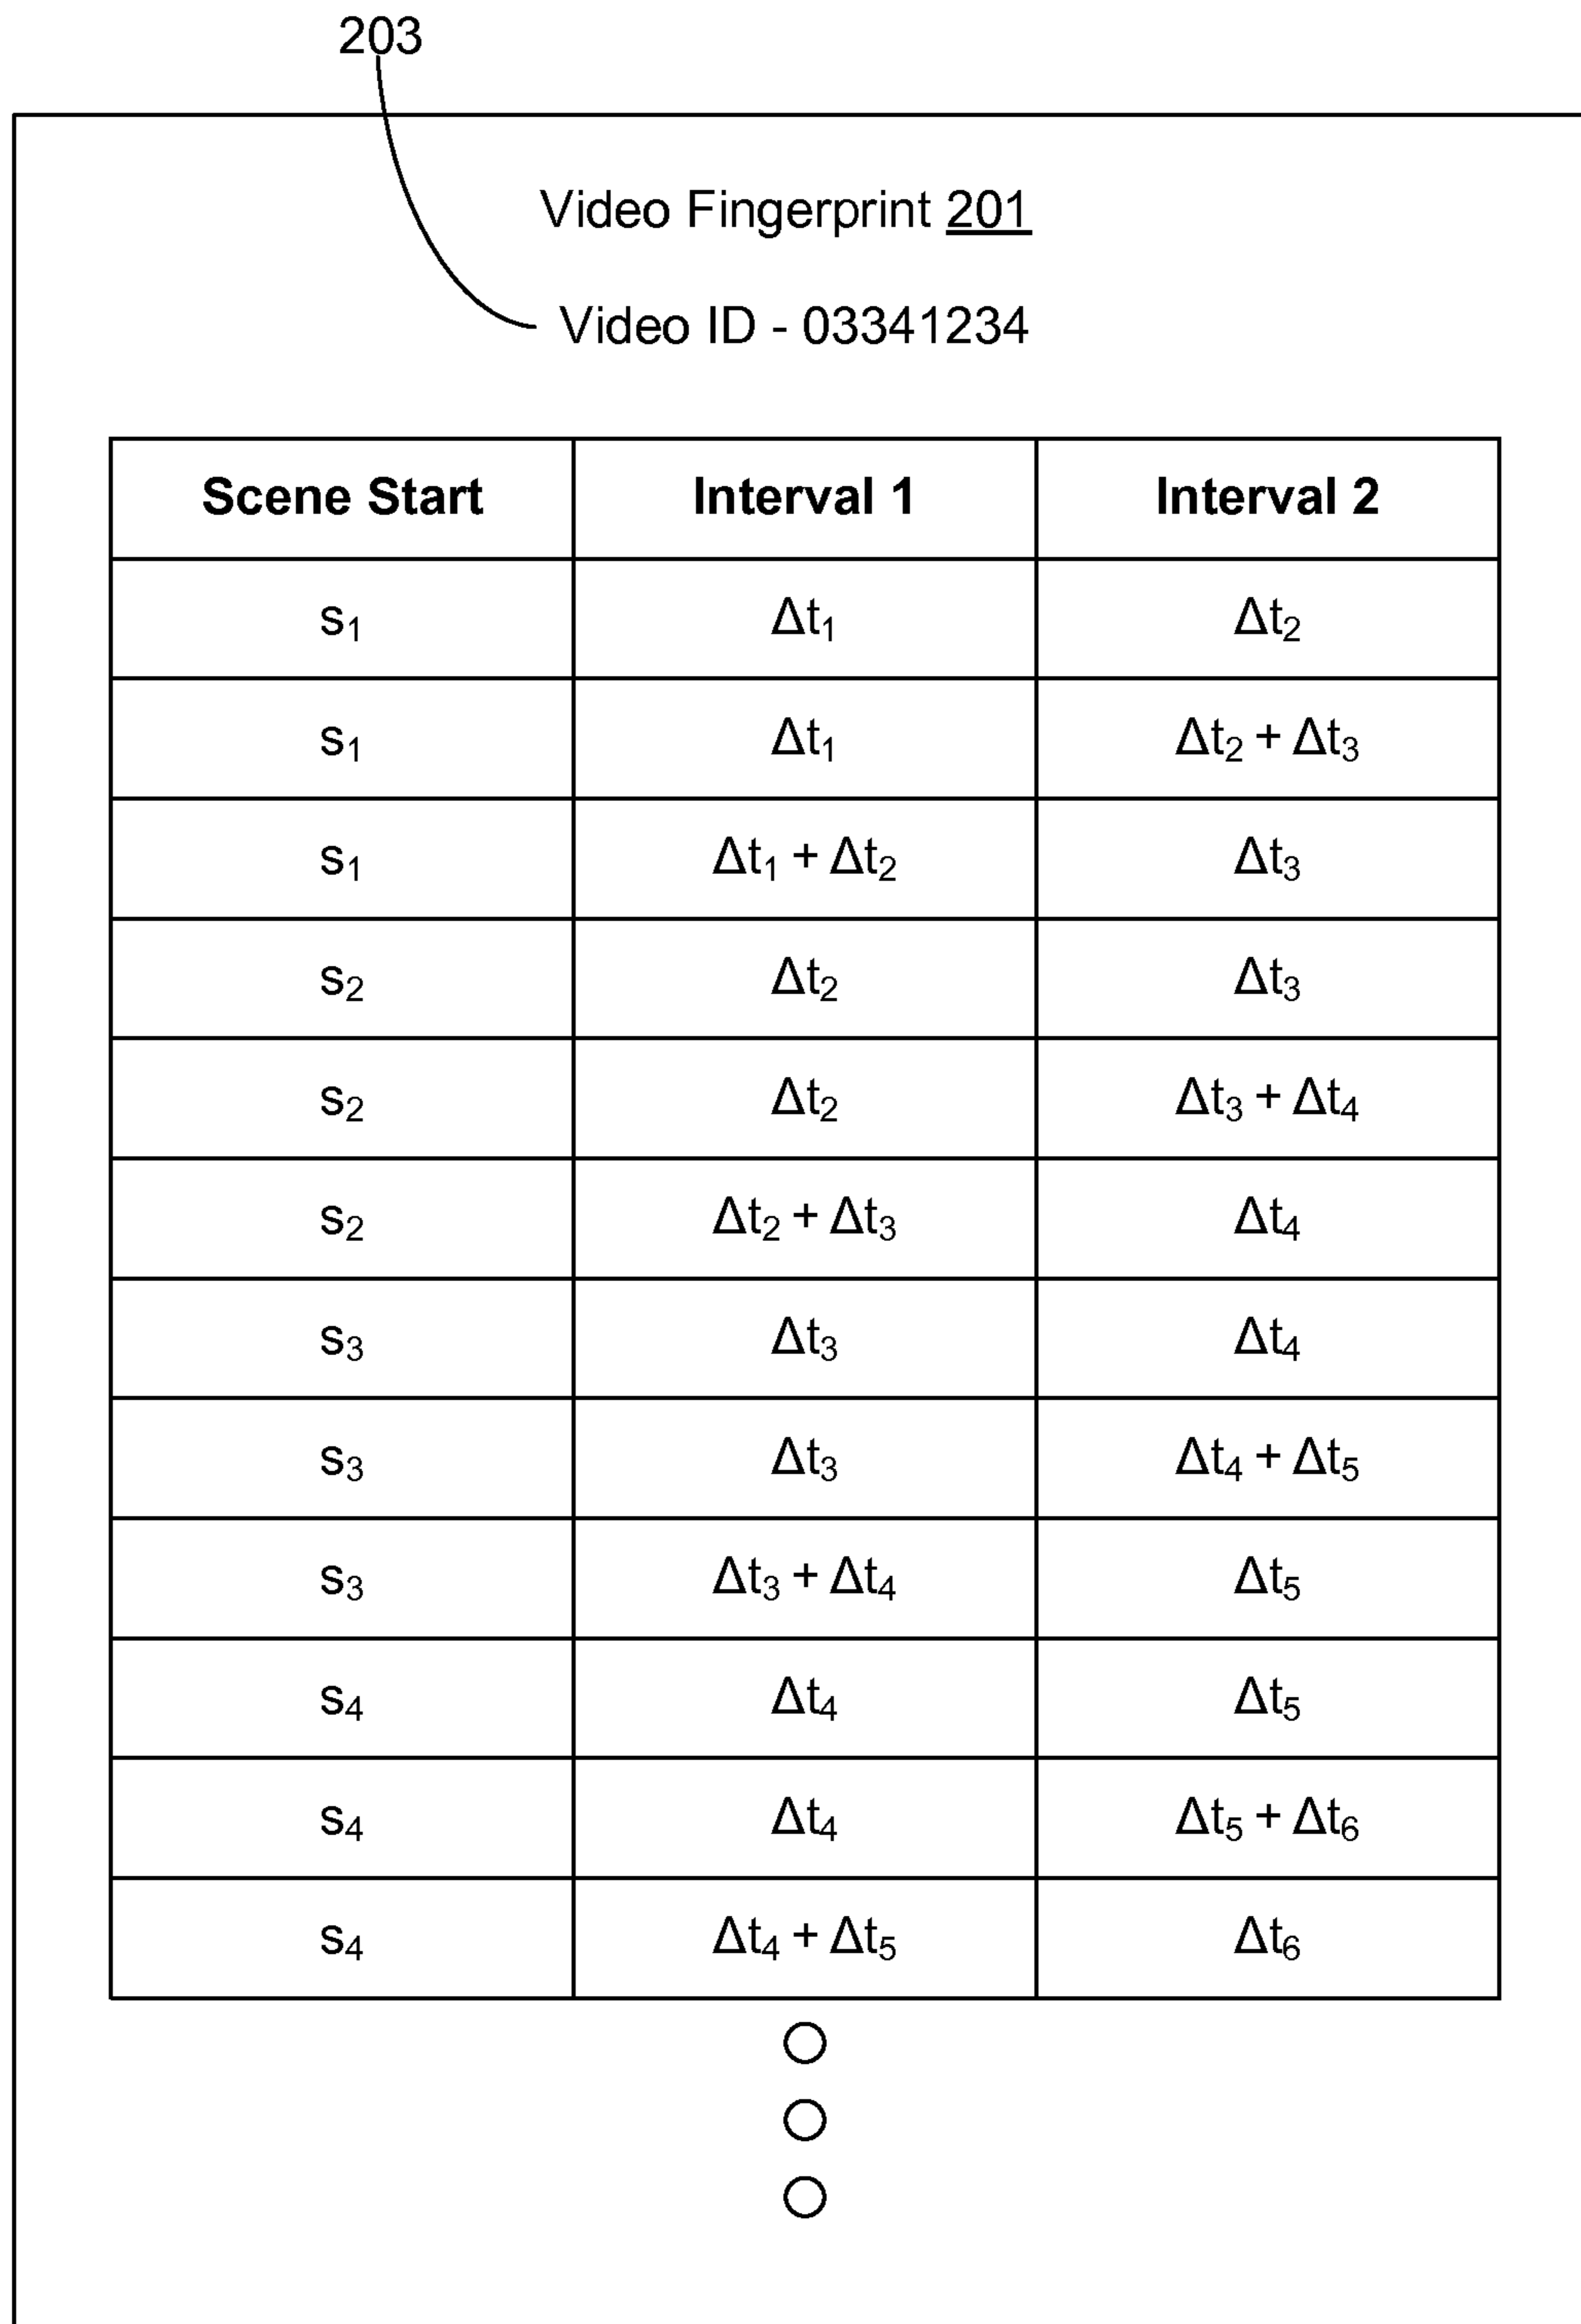 203
Video Fingerprint 201
Video ID - 03341234
Scene Start Interval 1 Interval 2
s₁ Δt₁ Δt₂
s₁ Δt₁ Δt₂ + Δt₃
s₁ Δt₁ + Δt₂ Δt₃
s₂ Δt₂ Δt₃
s₂ Δt₂ Δt₃ + Δt₄
s₂ Δt₂ + Δt₃ Δt₄
s₃ Δt₃ Δt₄
s₃ Δt₃ Δt₄ + Δt₅
s₃ Δt₃ + Δt₄ Δt₅
s₄ Δt₄ Δt₅
s₄ Δt₄ Δt₅ + Δt₆
s₄ Δt₄ + Δt₅ Δt₆